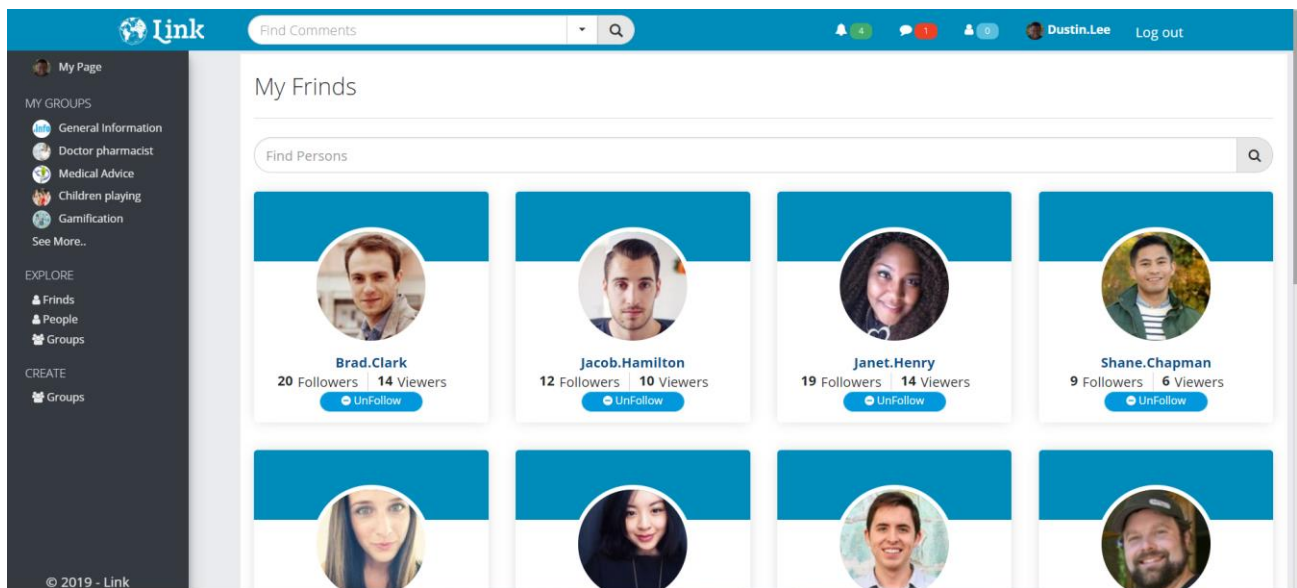 Link
Find Comments
4
1
0
Dustin.Lee
Log out
My Page
MY GROUPS
.info
General Information
Doctor pharmacist
Medical Advice
Children playing
Gamification
See More..
EXPLORE
Frinds
People
Groups
CREATE
Groups
© 2019 - Link
My Frinds
Find Persons
Brad.Clark
20 Followers 14 Viewers
UnFollow
Jacob.Hamilton
12 Followers 10 Viewers
UnFollow
Janet.Henry
19 Followers 14 Viewers
UnFollow
Shane.Chapman
9 Followers 6 Viewers
UnFollow